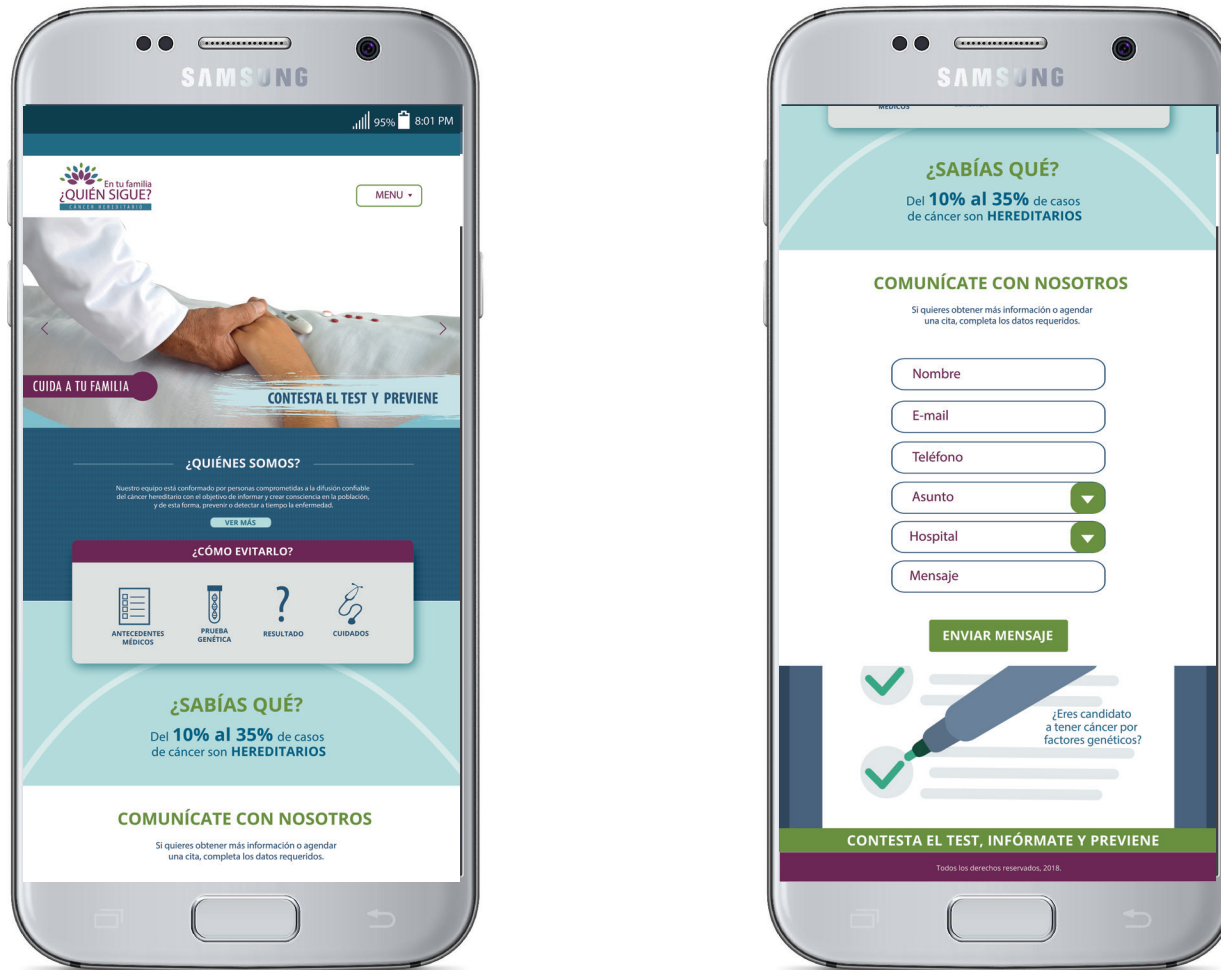 SAMSUNG
95% 8:01 PM
En tu familia
¿QUIÉN SIGUE?
CÁNCER HEREDITARIO
MENU
CUIDA A TU FAMILIA
CONTESTA EL TEST Y PREVIENE
¿QUIÉNES SOMOS?
Nuestro equipo está conformado por personas comprometidas a la difusión confiable
del cáncer hereditario con el objetivo de informar y crear consciencia en la población,
y de esta forma, prevenir o detectar a tiempo la enfermedad.
VER MÁS
¿CÓMO EVITARLO?
ANTECEDENTES
MÉDICOS
PRUEBA
GENÉTICA
RESULTADO
CUIDADOS
¿SABÍAS QUÉ?
Del 10% al 35% de casos
de cáncer son HEREDITARIOS
COMUNÍCATE CON NOSOTROS
Si quieres obtener más información o agendar
una cita, completa los datos requeridos.
SAMSUNG
MÉDICOS
¿SABÍAS QUÉ?
Del 10% al 35% de casos
de cáncer son HEREDITARIOS
COMUNÍCATE CON NOSOTROS
Si quieres obtener más información o agendar
una cita, completa los datos requeridos.
Nombre
E-mail
Teléfono
Asunto
Hospital
Mensaje
ENVIAR MENSAJE
¿Eres candidato
a tener cáncer por
factores genéticos?
CONTESTA EL TEST, INFÓRMATE Y PREVIENE
Todos los derechos reservados, 2018.